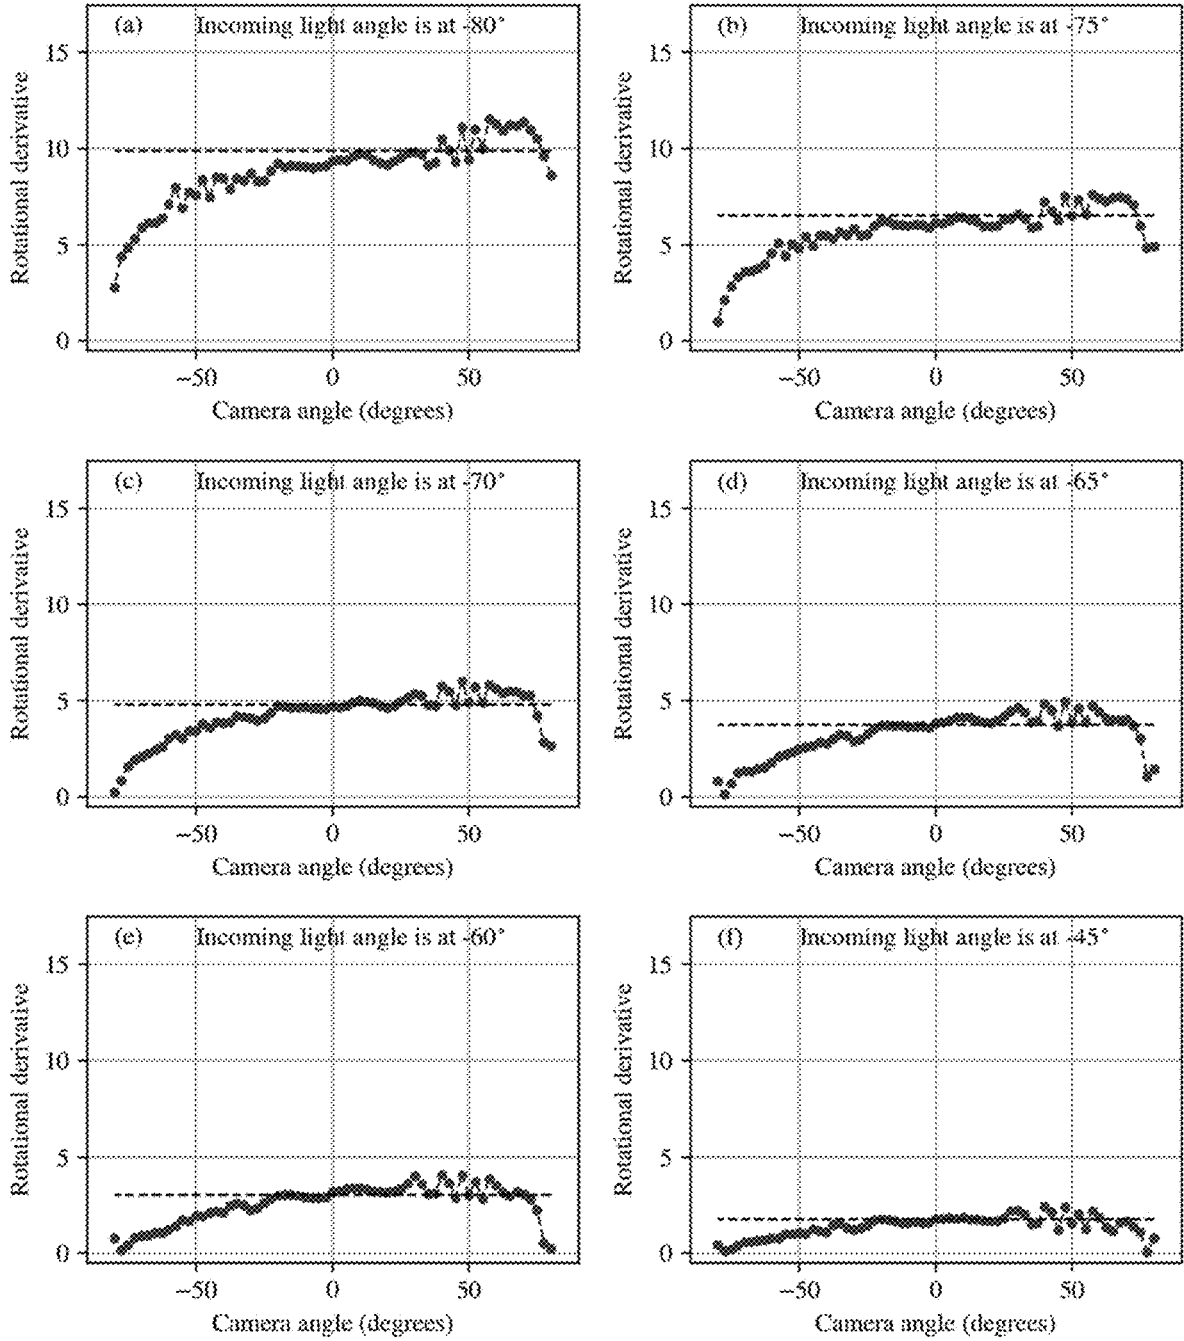 (a) Incoming light angle is at -80°
15
10
5
0
Rotational derivative
−50 0 50
Camera angle (degrees)
(b) Incoming light angle is at -75°
15
10
5
0
Rotational derivative
−50 0 50
Camera angle (degrees)
(c) Incoming light angle is at -70°
15
10
5
0
Rotational derivative
−50 0 50
Camera angle (degrees)
(d) Incoming light angle is at -65°
15
10
5
0
Rotational derivative
−50 0 50
Camera angle (degrees)
(e) Incoming light angle is at -60°
15
10
5
0
Rotational derivative
−50 0 50
Camera angle (degrees)
(f) Incoming light angle is at -45°
15
10
5
0
Rotational derivative
−50 0 50
Camera angle (degrees)